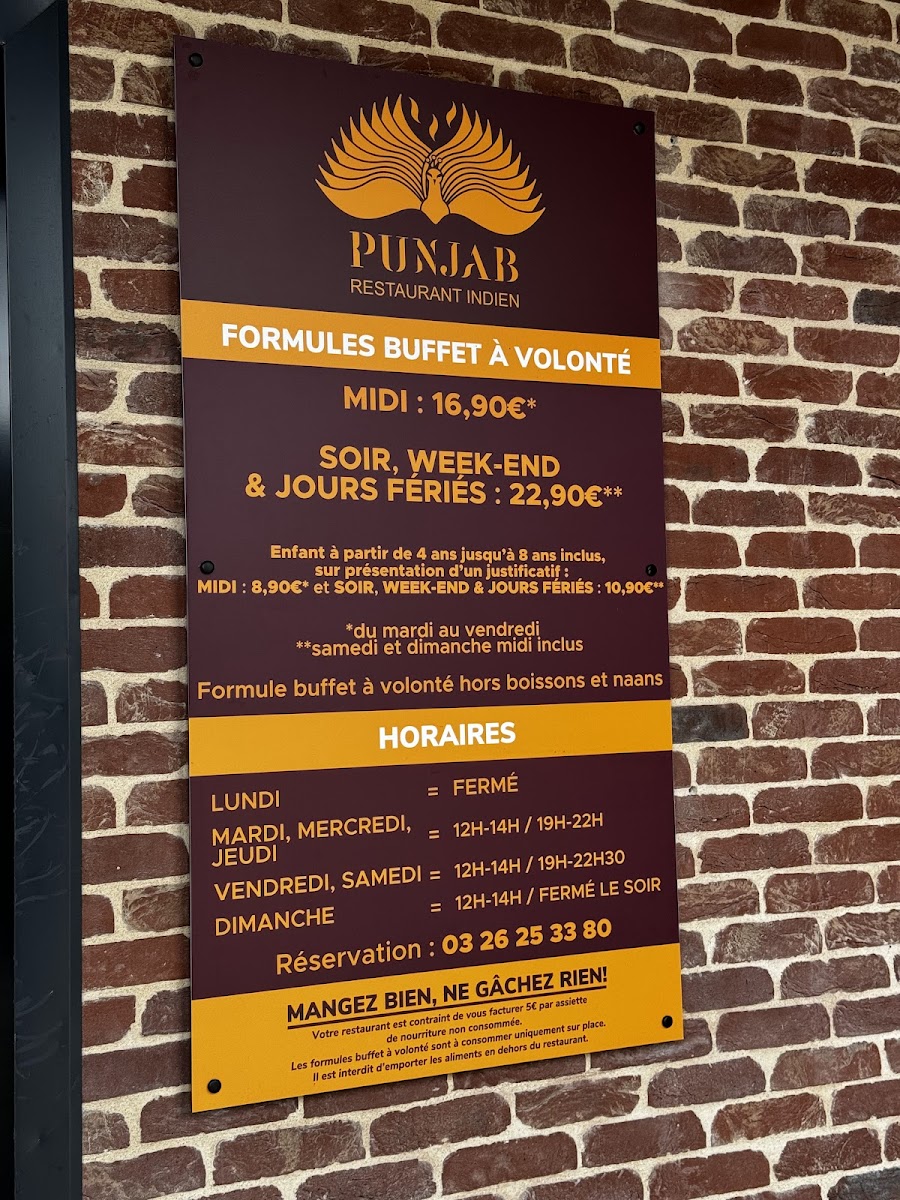 PUNJAB
RESTAURANT INDIEN
FORMULES BUFFET À VOLONTÉ
MIDI : 16,90€*
SOIR, WEEK-END
& JOURS FÉRIÉS : 22,90€**
Enfant à partir de 4 ans jusqu'à 8 ans inclus,
sur présentation d'un justificatif :
MIDI : 8,90€* et SOIR, WEEK-END & JOURS FÉRIÉS : 10,90€**
*du mardi au vendredi
**samedi et dimanche midi inclus
Formule buffet à volonté hors boissons et naans
HORAIRES
LUNDI = FERMÉ
MARDI, MERCREDI,
JEUDI = 12H-14H / 19H-22H
VENDREDI, SAMEDI = 12H-14H / 19H-22H30
DIMANCHE = 12H-14H / FERMÉ LE SOIR
Réservation : 03 26 25 33 80
MANGEZ BIEN, NE GÂCHEZ RIEN!
Votre restaurant est contraint de vous facturer 5€ par assiette
de nourriture non consommée.
Les formules buffet à volonté sont à consommer uniquement sur place.
Il est interdit d'emporter les aliments en dehors du restaurant.